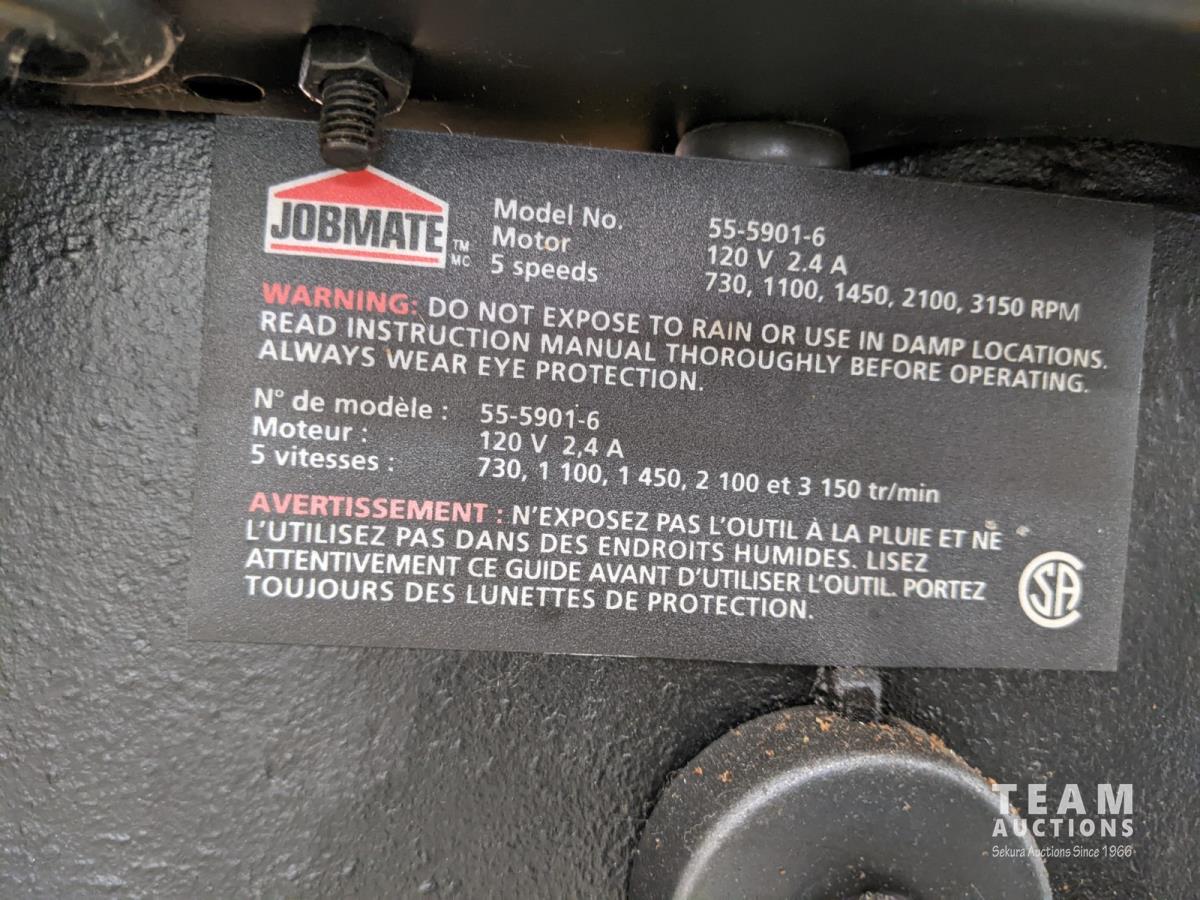 JOBMATE
TM
MC
Model No. 55-5901-6
Motor 120 V 2.4 A
5 speeds 730, 1100, 1450, 2100, 3150 RPM
WARNING: DO NOT EXPOSE TO RAIN OR USE IN DAMP LOCATIONS.
READ INSTRUCTION MANUAL THOROUGHLY BEFORE OPERATING.
ALWAYS WEAR EYE PROTECTION.
N° de modèle : 55-5901-6
Moteur : 120 V 2,4 A
5 vitesses : 730, 1 100, 1 450, 2 100 et 3 150 tr/min
AVERTISSEMENT : N'EXPOSEZ PAS L'OUTIL À LA PLUIE ET NE
L'UTILISEZ PAS DANS DES ENDROITS HUMIDES. LISEZ
ATTENTIVEMENT CE GUIDE AVANT D'UTILISER L'OUTIL. PORTEZ
TOUJOURS DES LUNETTES DE PROTECTION.
CSA
TEAM
AUCTIONS
Sekura Auctions Since 1966